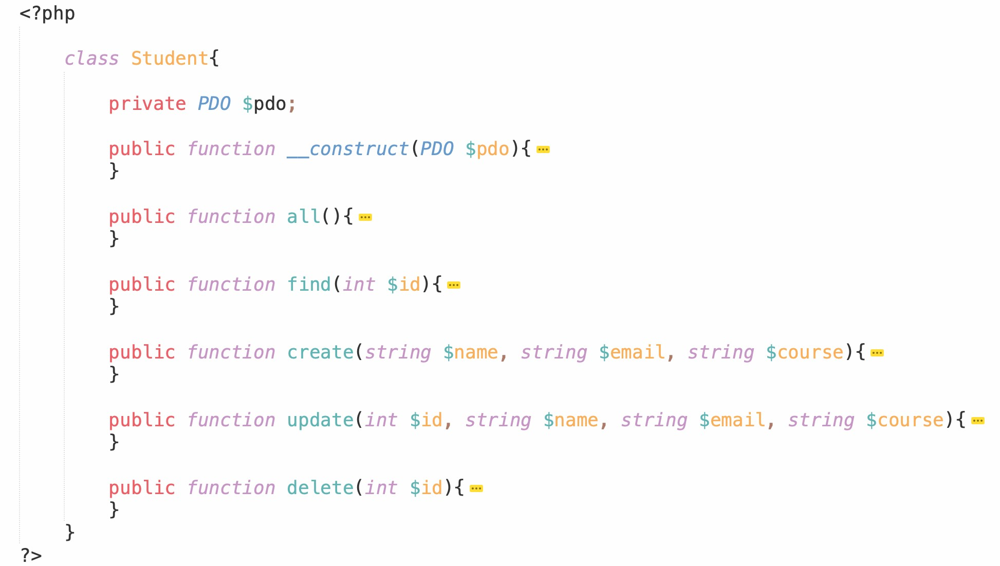 <?php
class Student{
private PDO $pdo;
public function __construct(PDO $pdo){
}
public function all(){
}
public function find(int $id){
}
public function create(string $name, string $email, string $course){
}
public function update(int $id, string $name, string $email, string $course){
}
public function delete(int $id){
}
}
?>